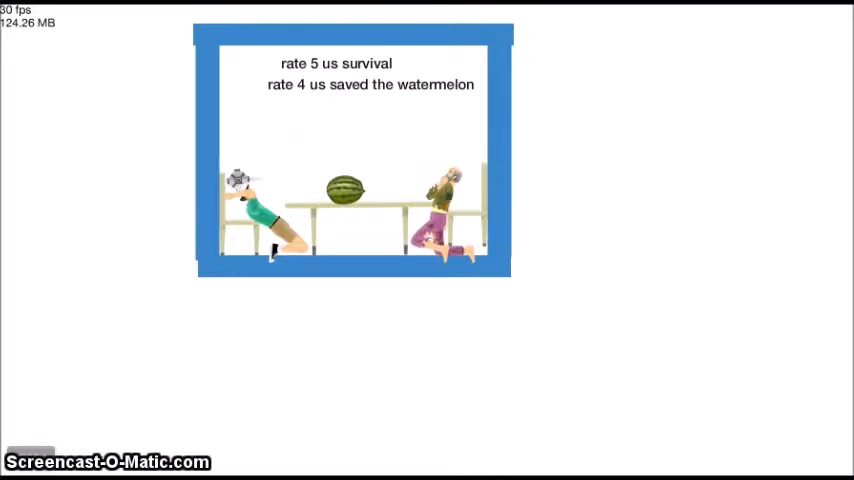 30 fps
124.26 MB
rate 5 us survival
rate 4 us saved the watermelon
Screencast-O-Matic.com